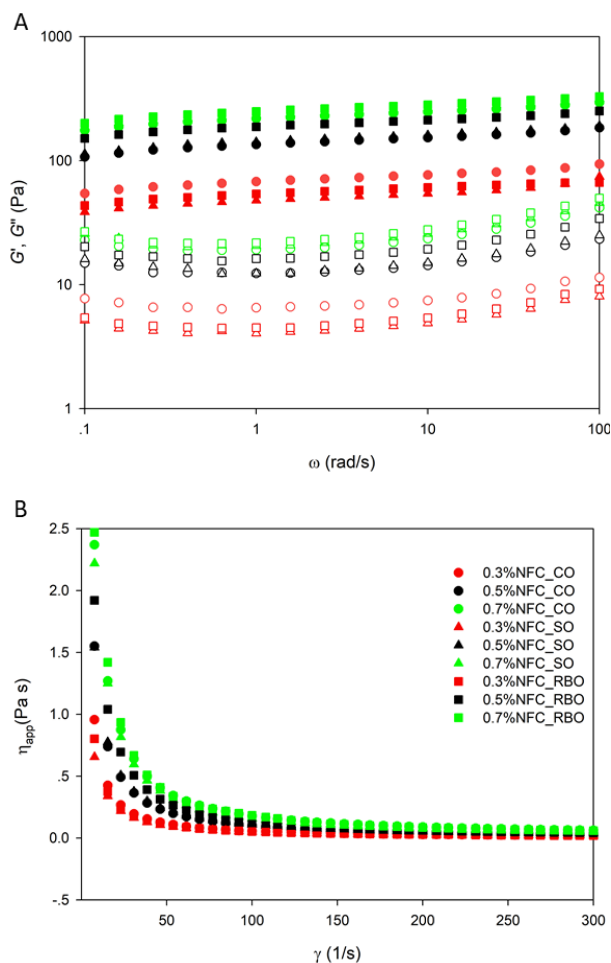 A
1000
100
10
1
G', G" (Pa)
.1
1
10
100
ω (rad/s)
B
2.5
2.0
1.5
1.0
.5
0.0
-.5
ηapp(Pa s)
0.3%NFC_CO
0.5%NFC_CO
0.7%NFC_CO
0.3%NFC_SO
0.5%NFC_SO
0.7%NFC_SO
0.3%NFC_RBO
0.5%NFC_RBO
0.7%NFC_RBO
50
100
150
200
250
300
γ (1/s)